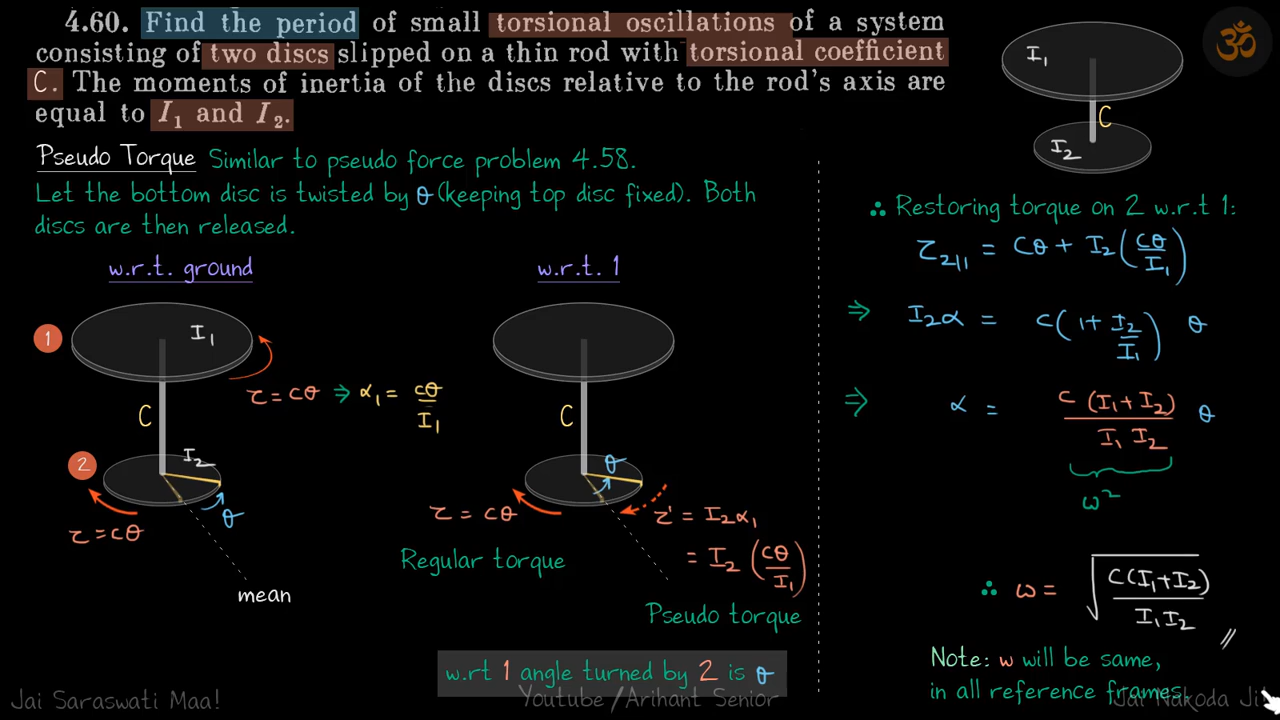 4.60. Find the period of small torsional oscillations of a system
consisting of two discs slipped on a thin rod with torsional coefficient
C. The moments of inertia of the discs relative to the rod's axis are
equal to I₁ and I₂.
ॐ
I₁
C
I₂
Pseudo Torque Similar to pseudo force problem 4.58.
Let the bottom disc is twisted by θ (keeping top disc fixed). Both
discs are then released.
w.r.t. ground
1
I₁
τ = cθ ⇒ α₁ = cθ/I₁
C
2
I₂
θ
τ = cθ
mean
w.r.t. 1
C
θ
τ = cθ
Regular torque
τ' = I₂α₁
= I₂ (cθ/I₁)
Pseudo torque
w.rt 1 angle turned by 2 is θ
∴ Restoring torque on 2 w.r.t 1:
τ₂₁₁ = cθ + I₂ (cθ/I₁)
⇒ I₂α = c (1 + I₂/I₁) θ
⇒ α = c (I₁ + I₂)/I₁ I₂ θ
ω²
∴ ω = √(C(I₁+I₂)/I₁I₂)
Note: ω will be same,
in all reference frames.
Jai Saraswati Maa!
Youtube /Arihant Senior
Jai Nakoda Ji!